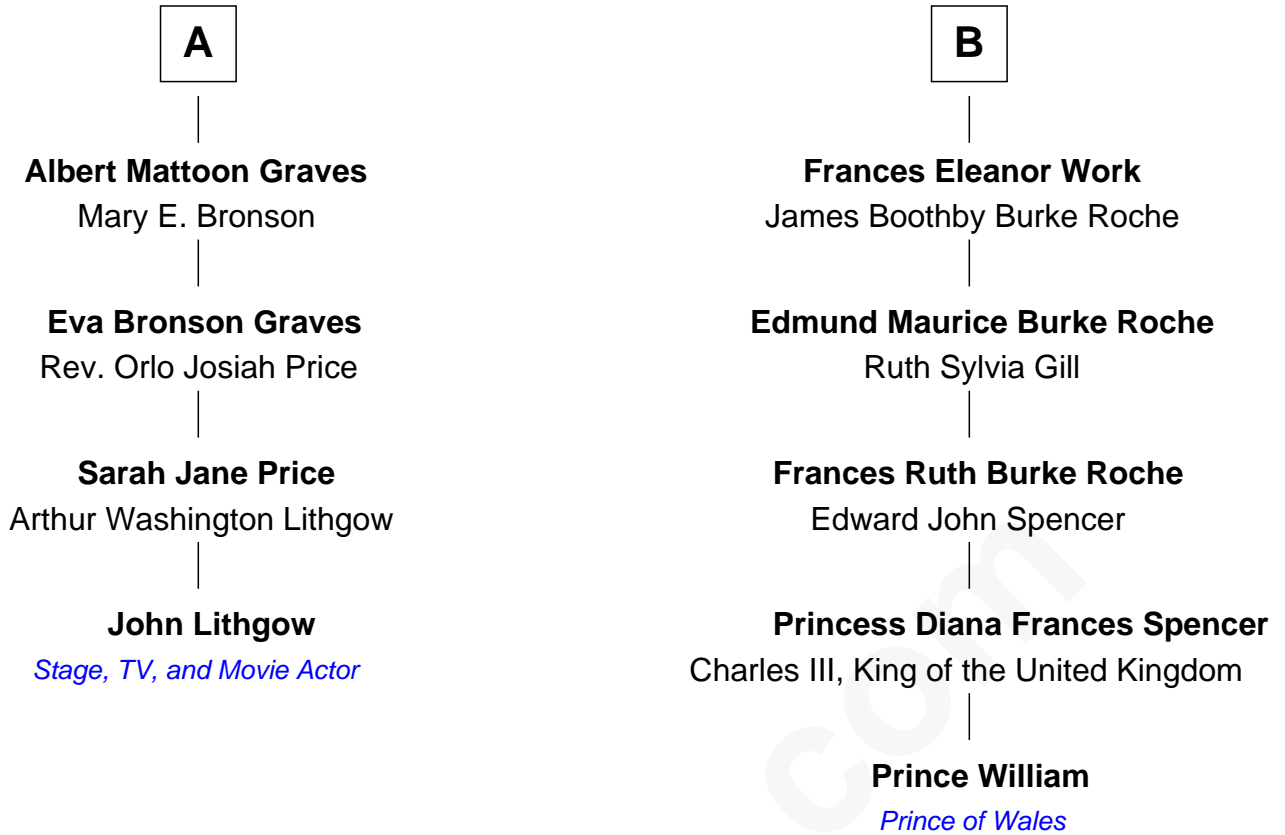 A
Albert Mattoon Graves
Mary E. Bronson
Eva Bronson Graves
Rev. Orlo Josiah Price
Sarah Jane Price
Arthur Washington Lithgow
John Lithgow
Stage, TV, and Movie Actor
B
Frances Eleanor Work
James Boothby Burke Roche
Edmund Maurice Burke Roche
Ruth Sylvia Gill
Frances Ruth Burke Roche
Edward John Spencer
Princess Diana Frances Spencer
Charles III, King of the United Kingdom
Prince William
Prince of Wales
com